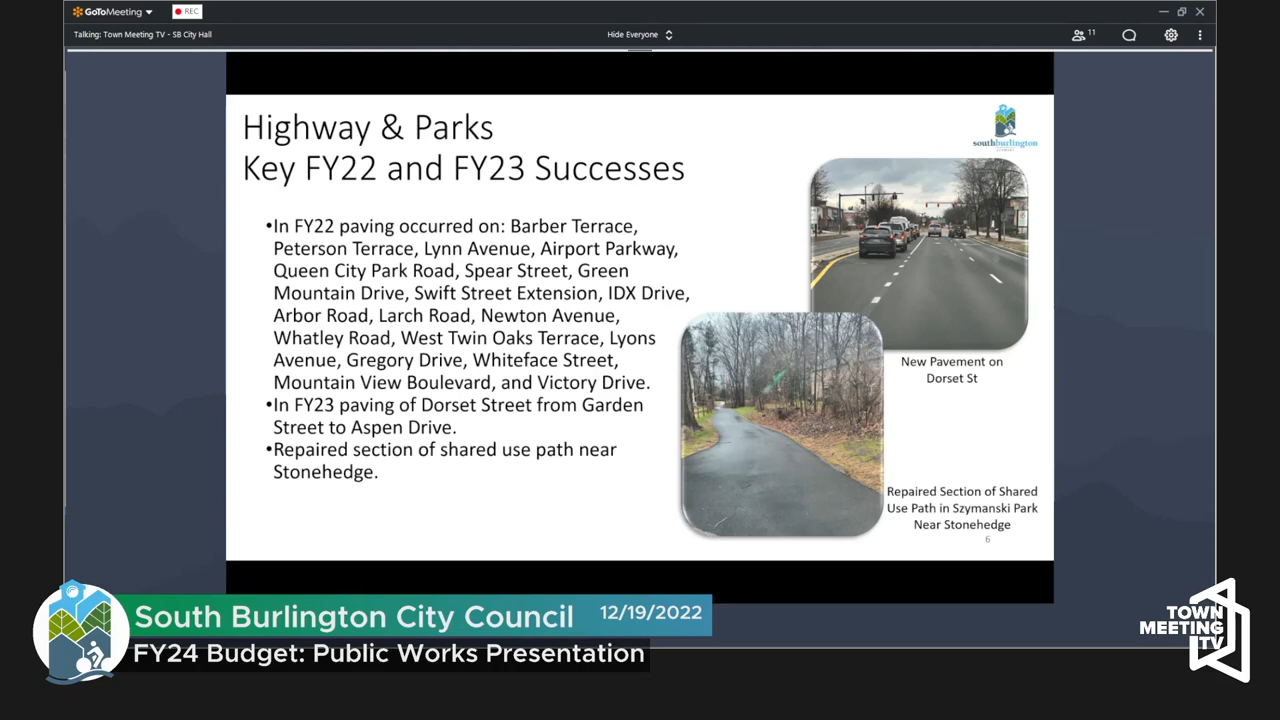 GoToMeeting
REC
Talking: Town Meeting TV - SB City Hall
Hide Everyone
11
Highway & Parks
Key FY22 and FY23 Successes
southburlington
•In FY22 paving occurred on: Barber Terrace,
Peterson Terrace, Lynn Avenue, Airport Parkway,
Queen City Park Road, Spear Street, Green
Mountain Drive, Swift Street Extension, IDX Drive,
Arbor Road, Larch Road, Newton Avenue,
Whatley Road, West Twin Oaks Terrace, Lyons
Avenue, Gregory Drive, Whiteface Street,
Mountain View Boulevard, and Victory Drive.
•In FY23 paving of Dorset Street from Garden
Street to Aspen Drive.
•Repaired section of shared use path near
Stonehedge.
New Pavement on
Dorset St
Repaired Section of Shared
Use Path in Szymanski Park
Near Stonehedge
6
South Burlington City Council 12/19/2022
FY24 Budget: Public Works Presentation
TOWN
MEETING
TV